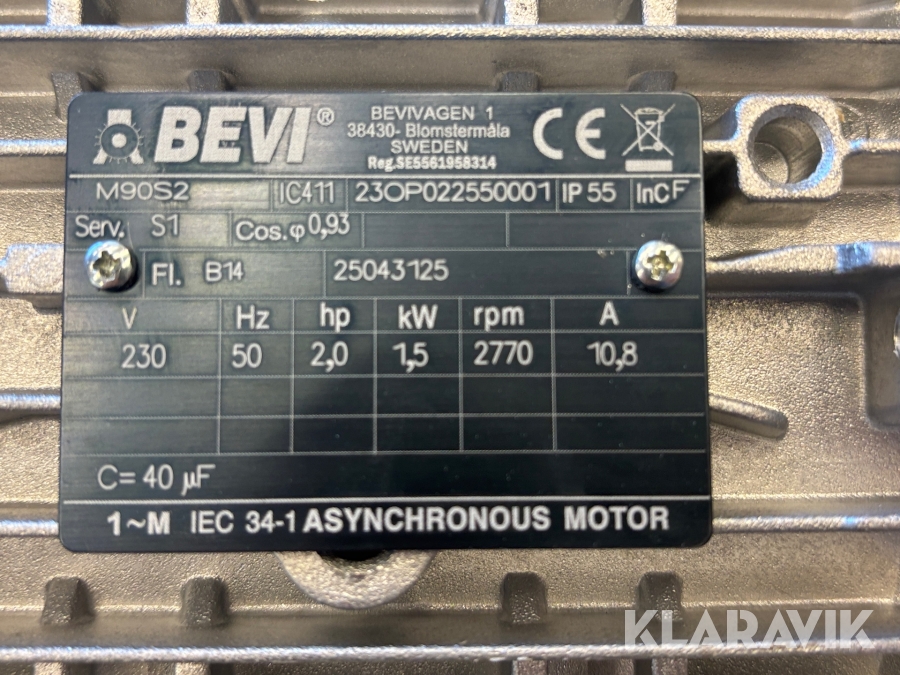 BEVI®
BEVIVAGEN 1
38430- Blomstermåla
SWEDEN
Reg.SE5561958314
CE
M90S2 IC411 23OP022550001 IP 55 InCl F
Serv. S1 Cos.φ 0,93
Fl. B14 25043125
V Hz hp kW rpm A
230 50 2,0 1,5 2770 10,8
C= 40 µF
1~M IEC 34-1 ASYNCHRONOUS MOTOR
KLARAVIK